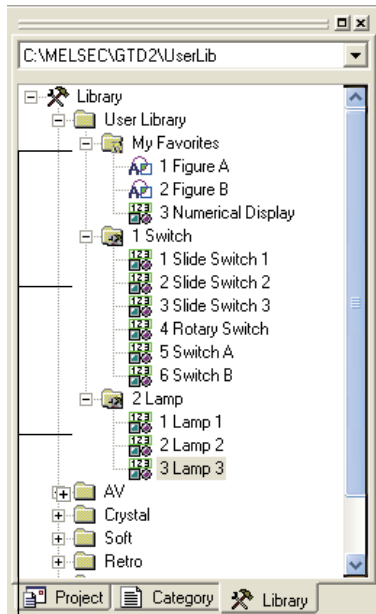 C:\MELSEC\GTD2\UserLib
Library
User Library
My Favorites
1 Figure A
2 Figure B
3 Numerical Display
1 Switch
1 Slide Switch 1
2 Slide Switch 2
3 Slide Switch 3
4 Rotary Switch
5 Switch A
6 Switch B
2 Lamp
1 Lamp 1
2 Lamp 2
3 Lamp 3
AV
Crystal
Soft
Retro
Project Category Library